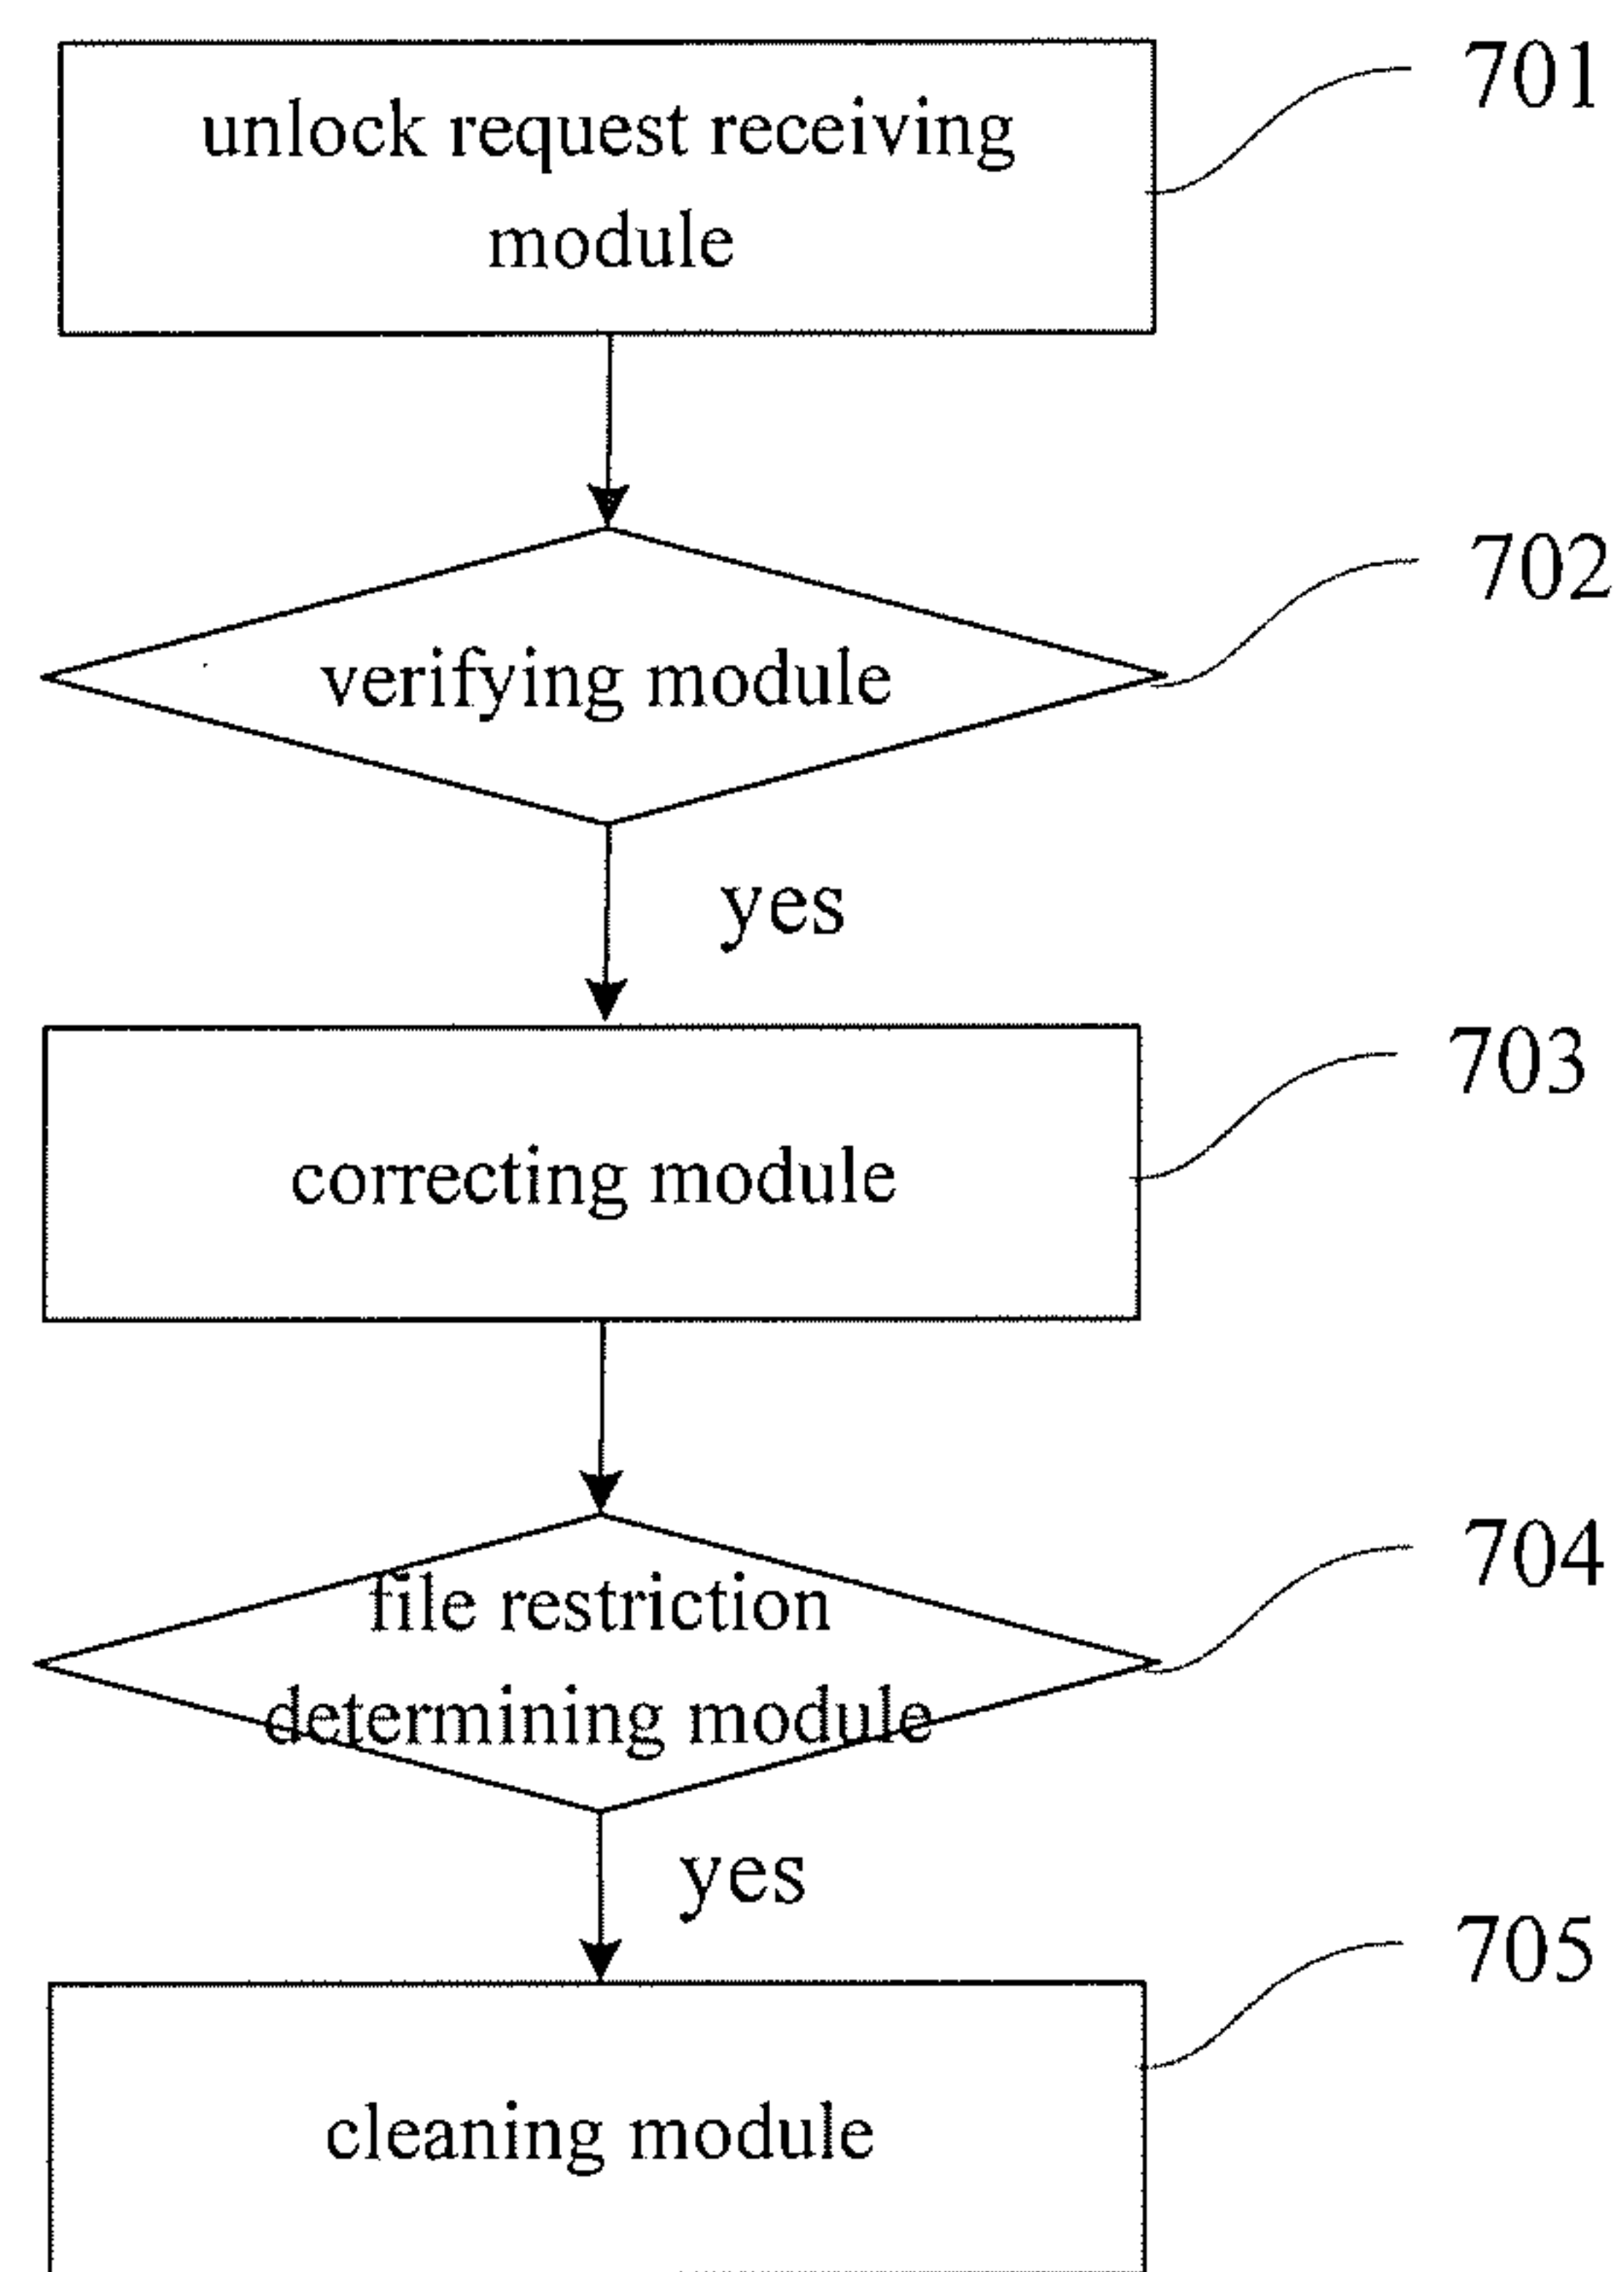 unlock request receiving
module
701
verifying module
702
yes
correcting module
703
file restriction
determining module
704
yes
cleaning module
705